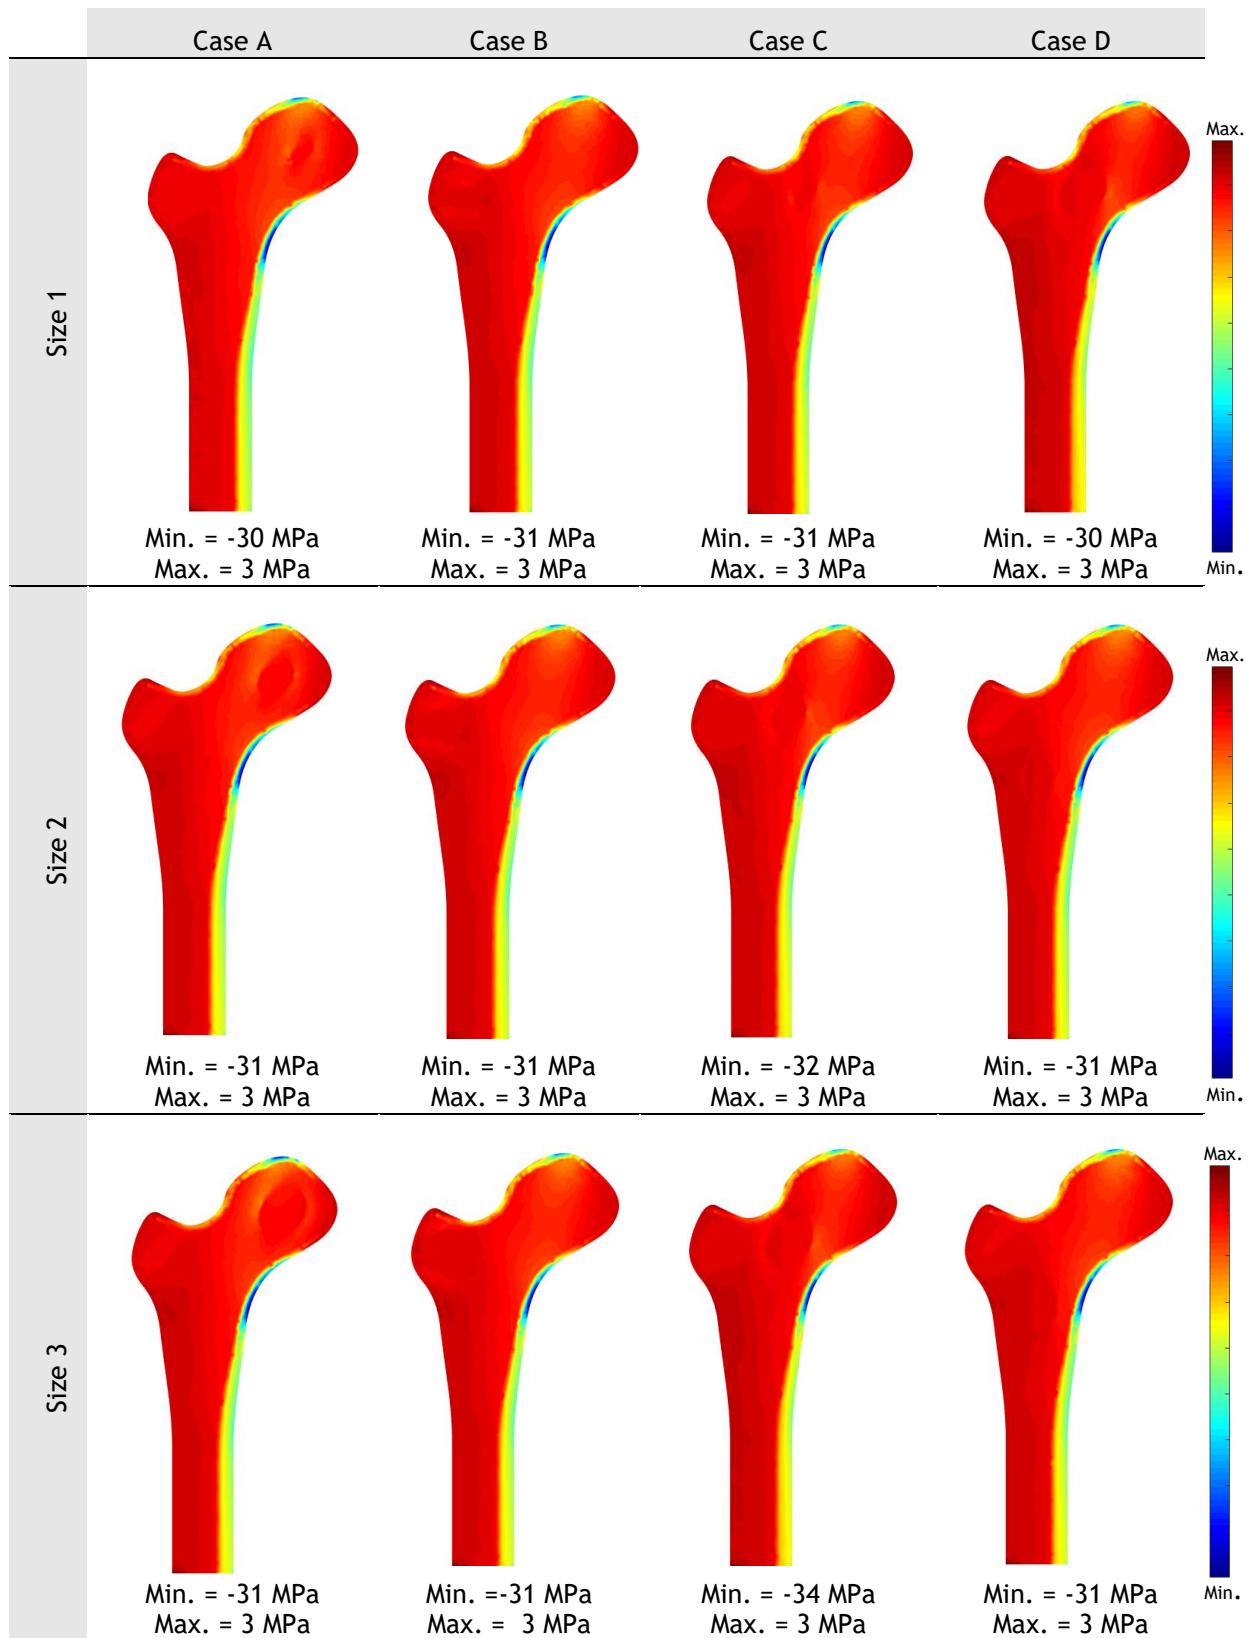 Case A Case B Case C Case D
Max.
Size 1
Min. = -30 MPa Min. = -31 MPa Min. = -31 MPa Min. = -30 MPa
Max. = 3 MPa Max. = 3 MPa Max. = 3 MPa Max. = 3 MPa
Min.
Max.
Size 2
Min. = -31 MPa Min. = -31 MPa Min. = -32 MPa Min. = -31 MPa
Max. = 3 MPa Max. = 3 MPa Max. = 3 MPa Max. = 3 MPa
Min.
Max.
Size 3
Min. = -31 MPa Min. =-31 MPa Min. = -34 MPa Min. = -31 MPa
Max. = 3 MPa Max. = 3 MPa Max. = 3 MPa Max. = 3 MPa
Min.